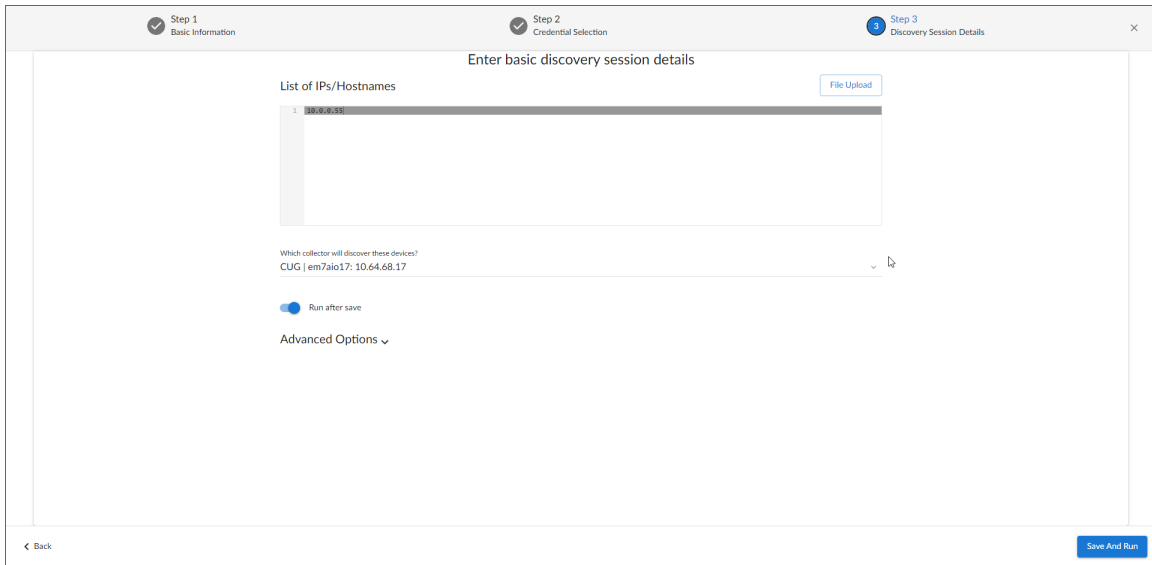 Step 1
Basic Information
Step 2
Credential Selection
3
Step 3
Discovery Session Details
Enter basic discovery session details
List of IPs/Hostnames
File Upload
1 10.0.0.55
Which collector will discover these devices?
CUG | em7aio17: 10.64.68.17
Run after save
Advanced Options
Back
Save And Run